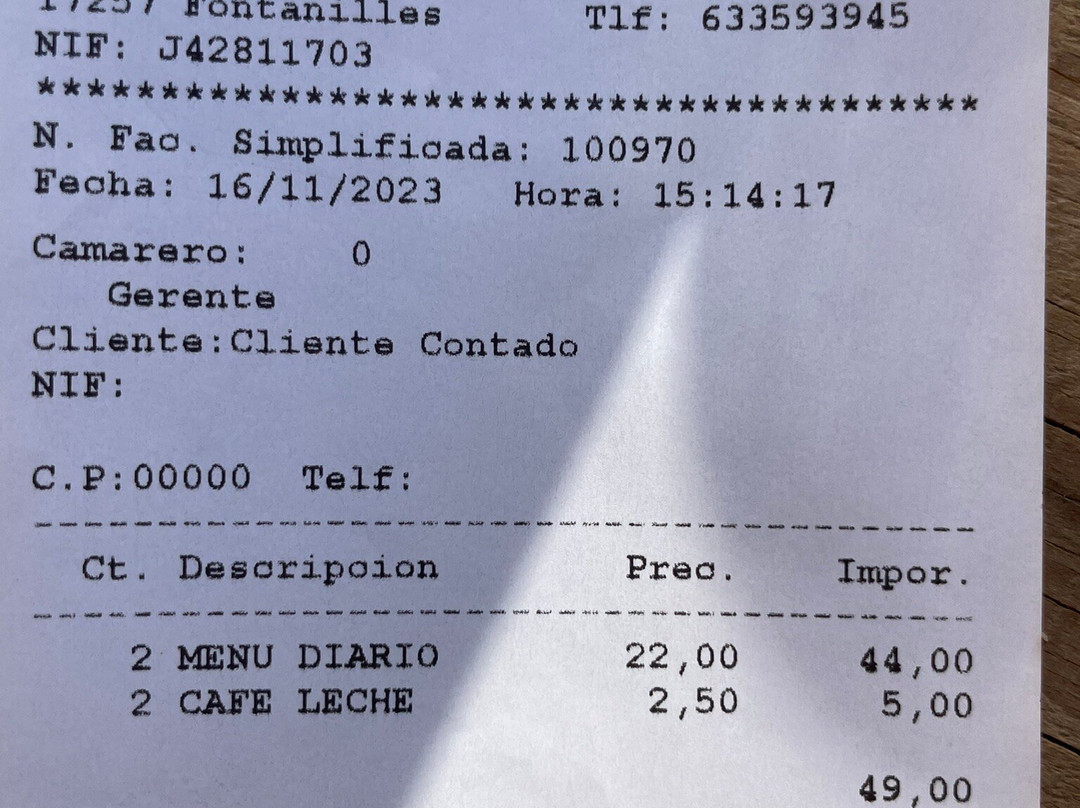 17257 Fontanilles Tlf: 633593945
NIF: J42811703
****************************************
N. Fac. Simplificada: 100970
Fecha: 16/11/2023 Hora: 15:14:17
Camarero: 0
Gerente
Cliente:Cliente Contado
NIF:
C.P:00000 Telf:
----------------------------------------
Ct. Descripcion Prec. Impor.
----------------------------------------
2 MENU DIARIO 22,00 44,00
2 CAFE LECHE 2,50 5,00
49,00